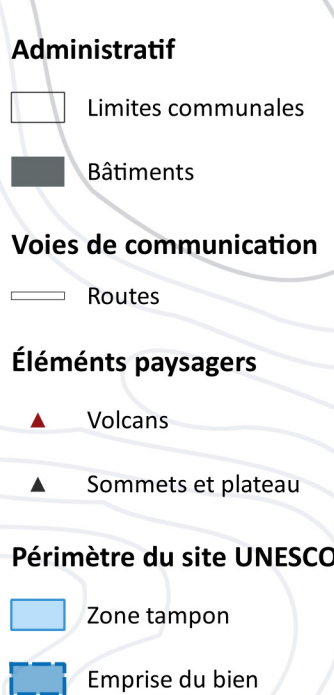 Administratif
Limites communales
Bâtiments
Voies de communication
Routes
Éléménts paysagers
Volcans
Sommets et plateau
Périmètre du site UNESCO
Zone tampon
Emprise du bien